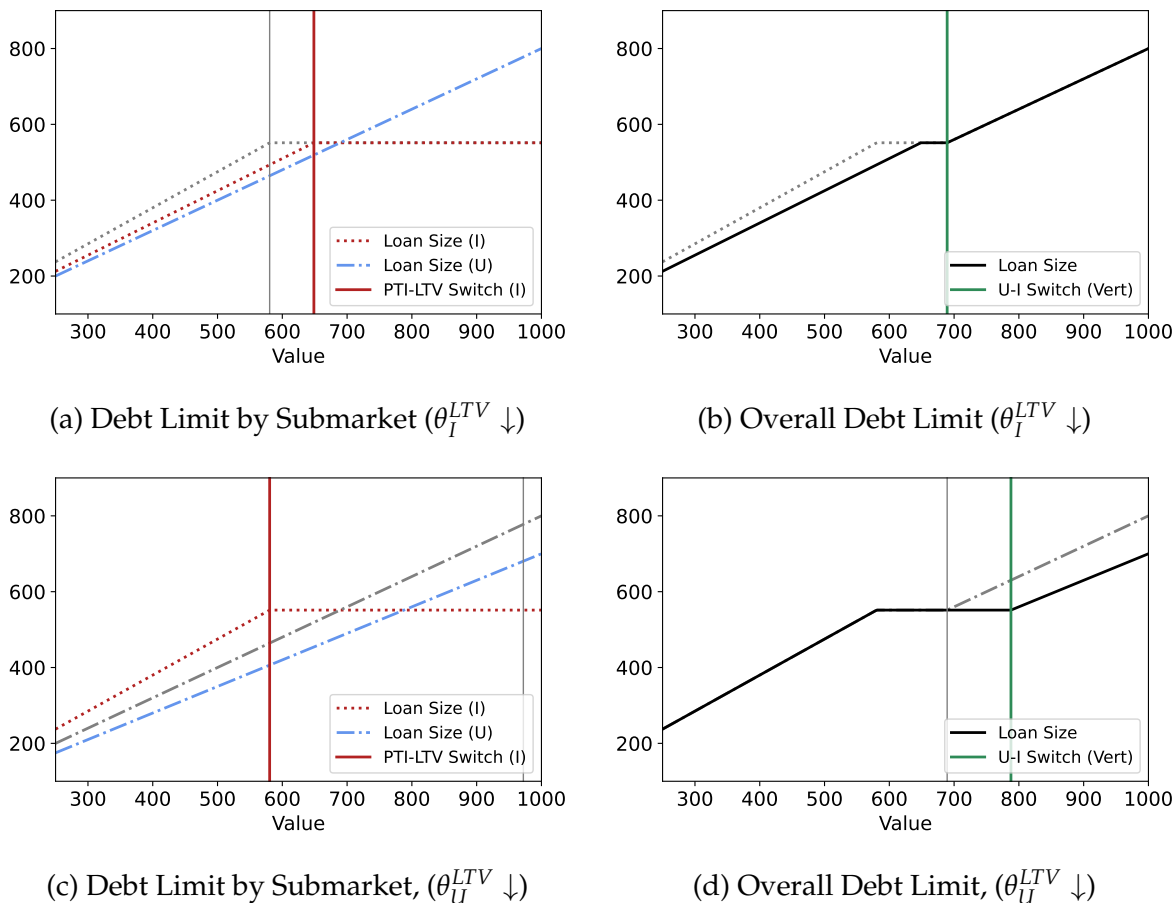 800
600
400
200
300 400 500 600 700 800 900 1000
Value
Loan Size (I)
Loan Size (U)
PTI-LTV Switch (I)
800
600
400
200
300 400 500 600 700 800 900 1000
Value
Loan Size
U-I Switch (Vert)
(a) Debt Limit by Submarket (θ_I^{LTV} ↓)
(b) Overall Debt Limit (θ_I^{LTV} ↓)
800
600
400
200
300 400 500 600 700 800 900 1000
Value
Loan Size (I)
Loan Size (U)
PTI-LTV Switch (I)
800
600
400
200
300 400 500 600 700 800 900 1000
Value
Loan Size
U-I Switch (Vert)
(c) Debt Limit by Submarket, (θ_U^{LTV} ↓)
(d) Overall Debt Limit, (θ_U^{LTV} ↓)